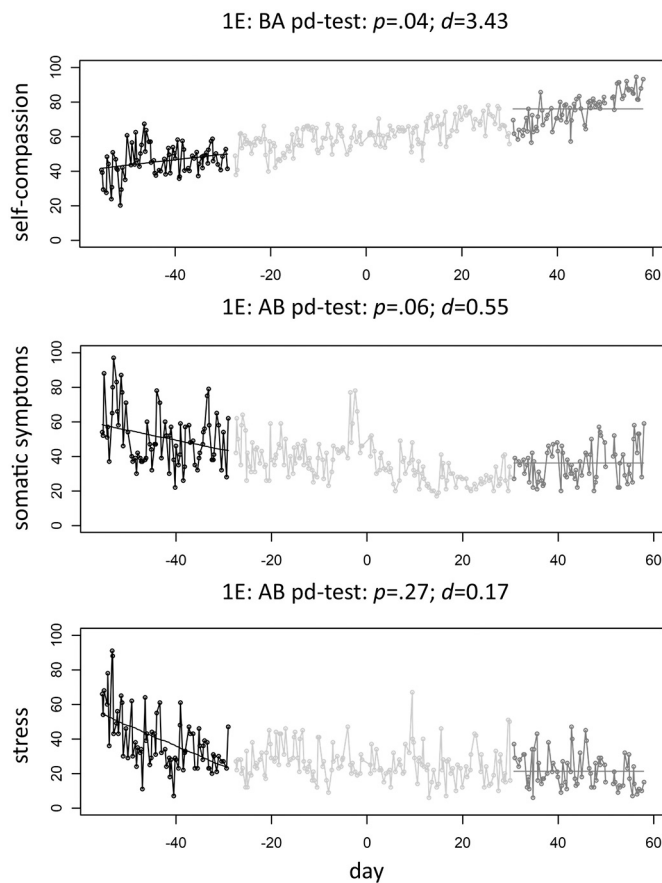 1E: BA pd-test: p=.04; d=3.43
self-compassion
100
80
60
40
20
0
-40 -20 0 20 40 60
1E: AB pd-test: p=.06; d=0.55
somatic symptoms
100
80
60
40
20
0
-40 -20 0 20 40 60
1E: AB pd-test: p=.27; d=0.17
stress
100
80
60
40
20
0
-40 -20 0 20 40 60
day